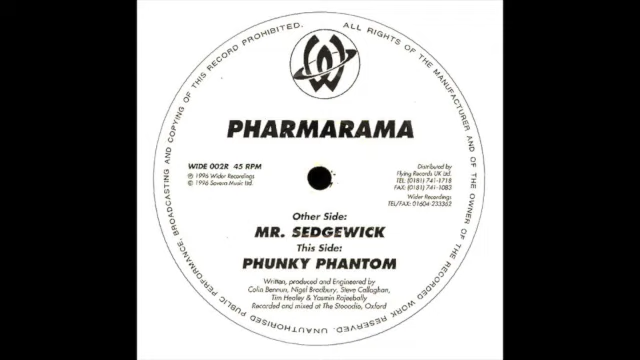 ALL RIGHTS OF THE MANUFACTURER AND OF THE OWNER OF THE RECORDED WORK RESERVED. UNAUTHORISED PUBLIC PERFORMANCE, BROADCASTING AND COPYING OF THIS RECORD PROHIBITED.
W
PHARMARAMA
WIDE 002R 45 RPM
℗ 1996 Wider Recordings
© 1996 Savena Music Ltd.
Distributed by
Flying Records UK Ltd.
TEL: (0181) 741-1718
FAX: (0181) 741-1083
Wider Recordings
TEL/FAX: 01604-233362
Other Side:
MR. SEDGEWICK
This Side:
PHUNKY PHANTOM
Written, produced and Engineered by
Colin Bennun, Nigel Bradbury, Steve Callaghan,
Tim Healey & Yasmin Rajeebally
Recorded and mixed at The Stoodio, Oxford